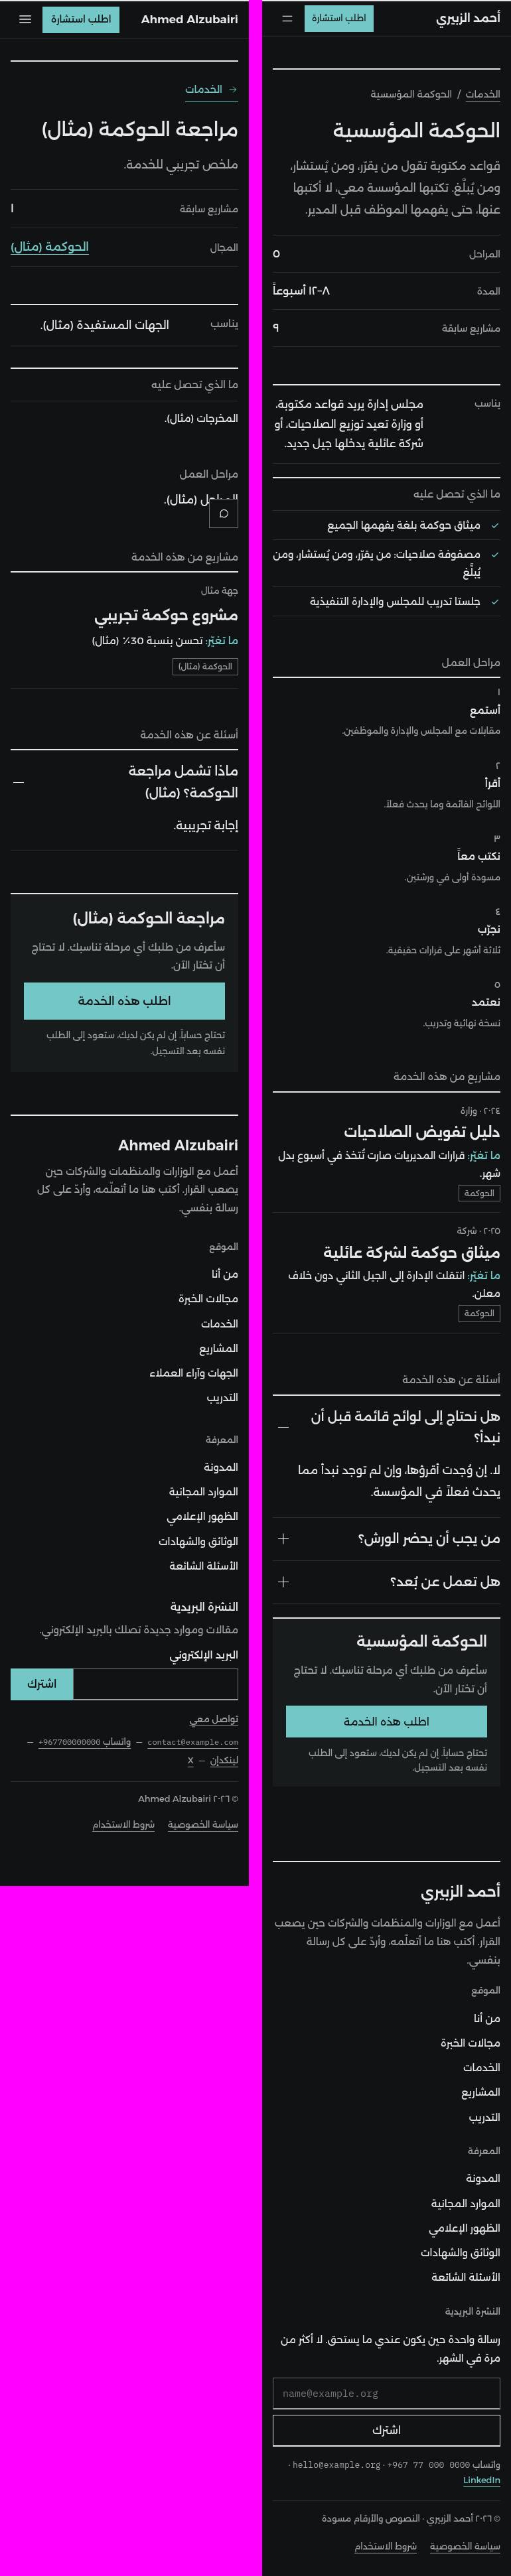 أحمد الزبيري
اطلب استشارة
الخدمات / الحوكمة المؤسسية
الحوكمة المؤسسية
قواعد مكتوبة تقول من يقرّر، ومن يُستشار،
ومن يُبلَّغ. تكتبها المؤسسة معي، لا أكتبها
عنها، حتى يفهمها الموظف قبل المدير.
المراحل
٥
المدة
٨–١٢ أسبوعاً
مشاريع سابقة
٩
يناسب
مجلس إدارة يريد قواعد مكتوبة،
أو وزارة تعيد توزيع الصلاحيات، أو
شركة عائلية يدخلها جيل جديد.
ما الذي تحصل عليه
ميثاق حوكمة بلغة يفهمها الجميع
مصفوفة صلاحيات: من يقرّر، ومن يُستشار، ومن
يُبلَّغ
جلستا تدريب للمجلس والإدارة التنفيذية
مراحل العمل
١
أستمع
مقابلات مع المجلس والإدارة والموظفين.
٢
أقرأ
اللوائح القائمة وما يحدث فعلاً.
٣
نكتب معاً
مسودة أولى في ورشتين.
٤
نجرّب
ثلاثة أشهر على قرارات حقيقية.
٥
نعتمد
نسخة نهائية وتدريب.
مشاريع من هذه الخدمة
٢٠٢٤ · وزارة
دليل تفويض الصلاحيات
ما تغيّر: قرارات المديريات صارت تُتخذ في أسبوع بدل
شهر.
الحوكمة
٢٠٢٥ · شركة
ميثاق حوكمة لشركة عائلية
ما تغيّر: انتقلت الإدارة إلى الجيل الثاني دون خلاف
معلن.
الحوكمة
أسئلة عن هذه الخدمة
هل نحتاج إلى لوائح قائمة قبل أن
نبدأ؟
لا. إن وُجدت أقرؤها، وإن لم توجد نبدأ مما
يحدث فعلاً في المؤسسة.
من يجب أن يحضر الورش؟
هل تعمل عن بُعد؟
الحوكمة المؤسسية
سأعرف من طلبك أي مرحلة تناسبك. لا تحتاج
أن تختار الآن.
اطلب هذه الخدمة
تحتاج حساباً. إن لم يكن لديك، ستعود إلى الطلب
نفسه بعد التسجيل.
أحمد الزبيري
أعمل مع الوزارات والمنظمات والشركات حين يصعب
القرار. أكتب هنا ما أتعلّمه، وأردّ على كل رسالة
بنفسي.
الموقع
من أنا
مجالات الخبرة
الخدمات
المشاريع
التدريب
المعرفة
المدونة
الموارد المجانية
الظهور الإعلامي
الوثائق والشهادات
الأسئلة الشائعة
النشرة البريدية
رسالة واحدة حين يكون عندي ما يستحق. لا أكثر من
مرة في الشهر.
name@example.org
اشترك
واتساب +967 77 000 0000 · hello@example.org ·
LinkedIn
© ٢٠٢٦ أحمد الزبيري · النصوص والأرقام مسودة
سياسة الخصوصية شروط الاستخدام
Ahmed Alzubairi
اطلب استشارة
→ الخدمات
مراجعة الحوكمة (مثال)
ملخص تجريبي للخدمة.
مشاريع سابقة
١
المجال
الحوكمة (مثال)
يناسب
الجهات المستفيدة (مثال).
ما الذي تحصل عليه
المخرجات (مثال).
مراحل العمل
المراحل (مثال).
مشاريع من هذه الخدمة
جهة مثال
مشروع حوكمة تجريبي
ما تغيّر: تحسن بنسبة 30٪ (مثال)
الحوكمة (مثال)
أسئلة عن هذه الخدمة
ماذا تشمل مراجعة
الحوكمة؟ (مثال)
إجابة تجريبية.
مراجعة الحوكمة (مثال)
سأعرف من طلبك أي مرحلة تناسبك. لا تحتاج
أن تختار الآن.
اطلب هذه الخدمة
تحتاج حساباً. إن لم يكن لديك، ستعود إلى الطلب
نفسه بعد التسجيل.
Ahmed Alzubairi
أعمل مع الوزارات والمنظمات والشركات حين
يصعب القرار. أكتب هنا ما أتعلّمه، وأردّ على كل
رسالة بنفسي.
الموقع
من أنا
مجالات الخبرة
الخدمات
المشاريع
الجهات وآراء العملاء
التدريب
المعرفة
المدونة
الموارد المجانية
الظهور الإعلامي
الوثائق والشهادات
الأسئلة الشائعة
النشرة البريدية
مقالات وموارد جديدة تصلك بالبريد الإلكتروني.
البريد الإلكتروني
اشترك
تواصل معي
contact@example.com — واتساب +967700000000 —
لينكدإن — X
© ٢٠٢٦ Ahmed Alzubairi
سياسة الخصوصية شروط الاستخدام